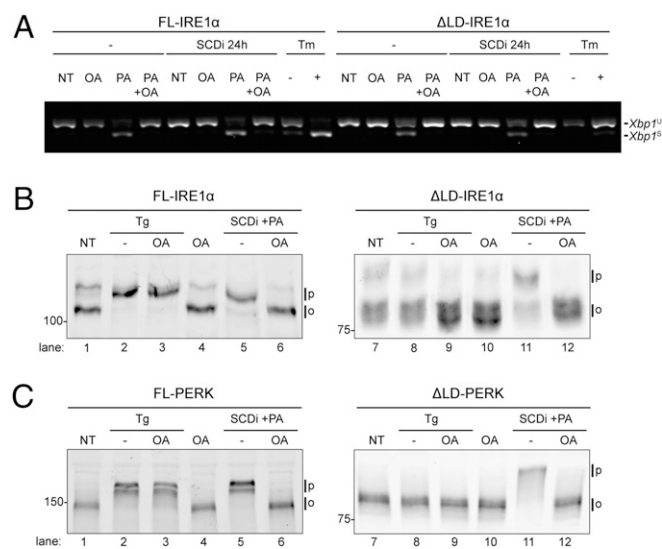 A
FL-IRE1α ΔLD-IRE1α
- SCDi 24h Tm - SCDi 24h Tm
NT OA PA PA +OA NT OA PA PA +OA - + NT OA PA PA +OA NT OA PA PA +OA - +
-Xbp1ᵁ
-Xbp1ˢ
B
FL-IRE1α ΔLD-IRE1α
Tg SCDi +PA Tg SCDi +PA
NT - OA OA - OA NT - OA OA - OA
p p
o o
100 75
lane: 1 2 3 4 5 6 7 8 9 10 11 12
C
FL-PERK ΔLD-PERK
Tg SCDi +PA Tg SCDi +PA
NT - OA OA - OA NT - OA OA - OA
p p
150 o o
75
lane: 1 2 3 4 5 6 7 8 9 10 11 12